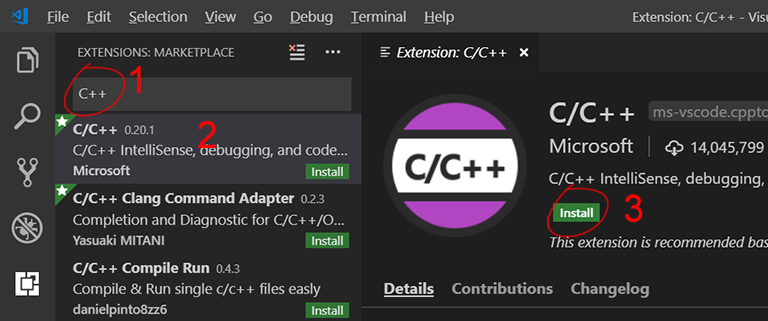 File Edit Selection View Go Debug Terminal Help Extension: C/C++ - Visu
EXTENSIONS: MARKETPLACE
C++
1
C/C++ 0.20.1
2
C/C++ IntelliSense, debugging, and code...
Microsoft Install
C/C++ Clang Command Adapter 0.2.3
Completion and Diagnostic for C/C++/O...
Yasuaki MITANI Install
C/C++ Compile Run 0.4.3
Compile & Run single c/c++ files easly
danielpinto8zz6 Install
Extension: C/C++
C/C++
C/C++ ms-vscode.cppto
Microsoft 14,045,799
C/C++ IntelliSense, debugging,
Install
3
This extension is recommended bas
Details Contributions Changelog